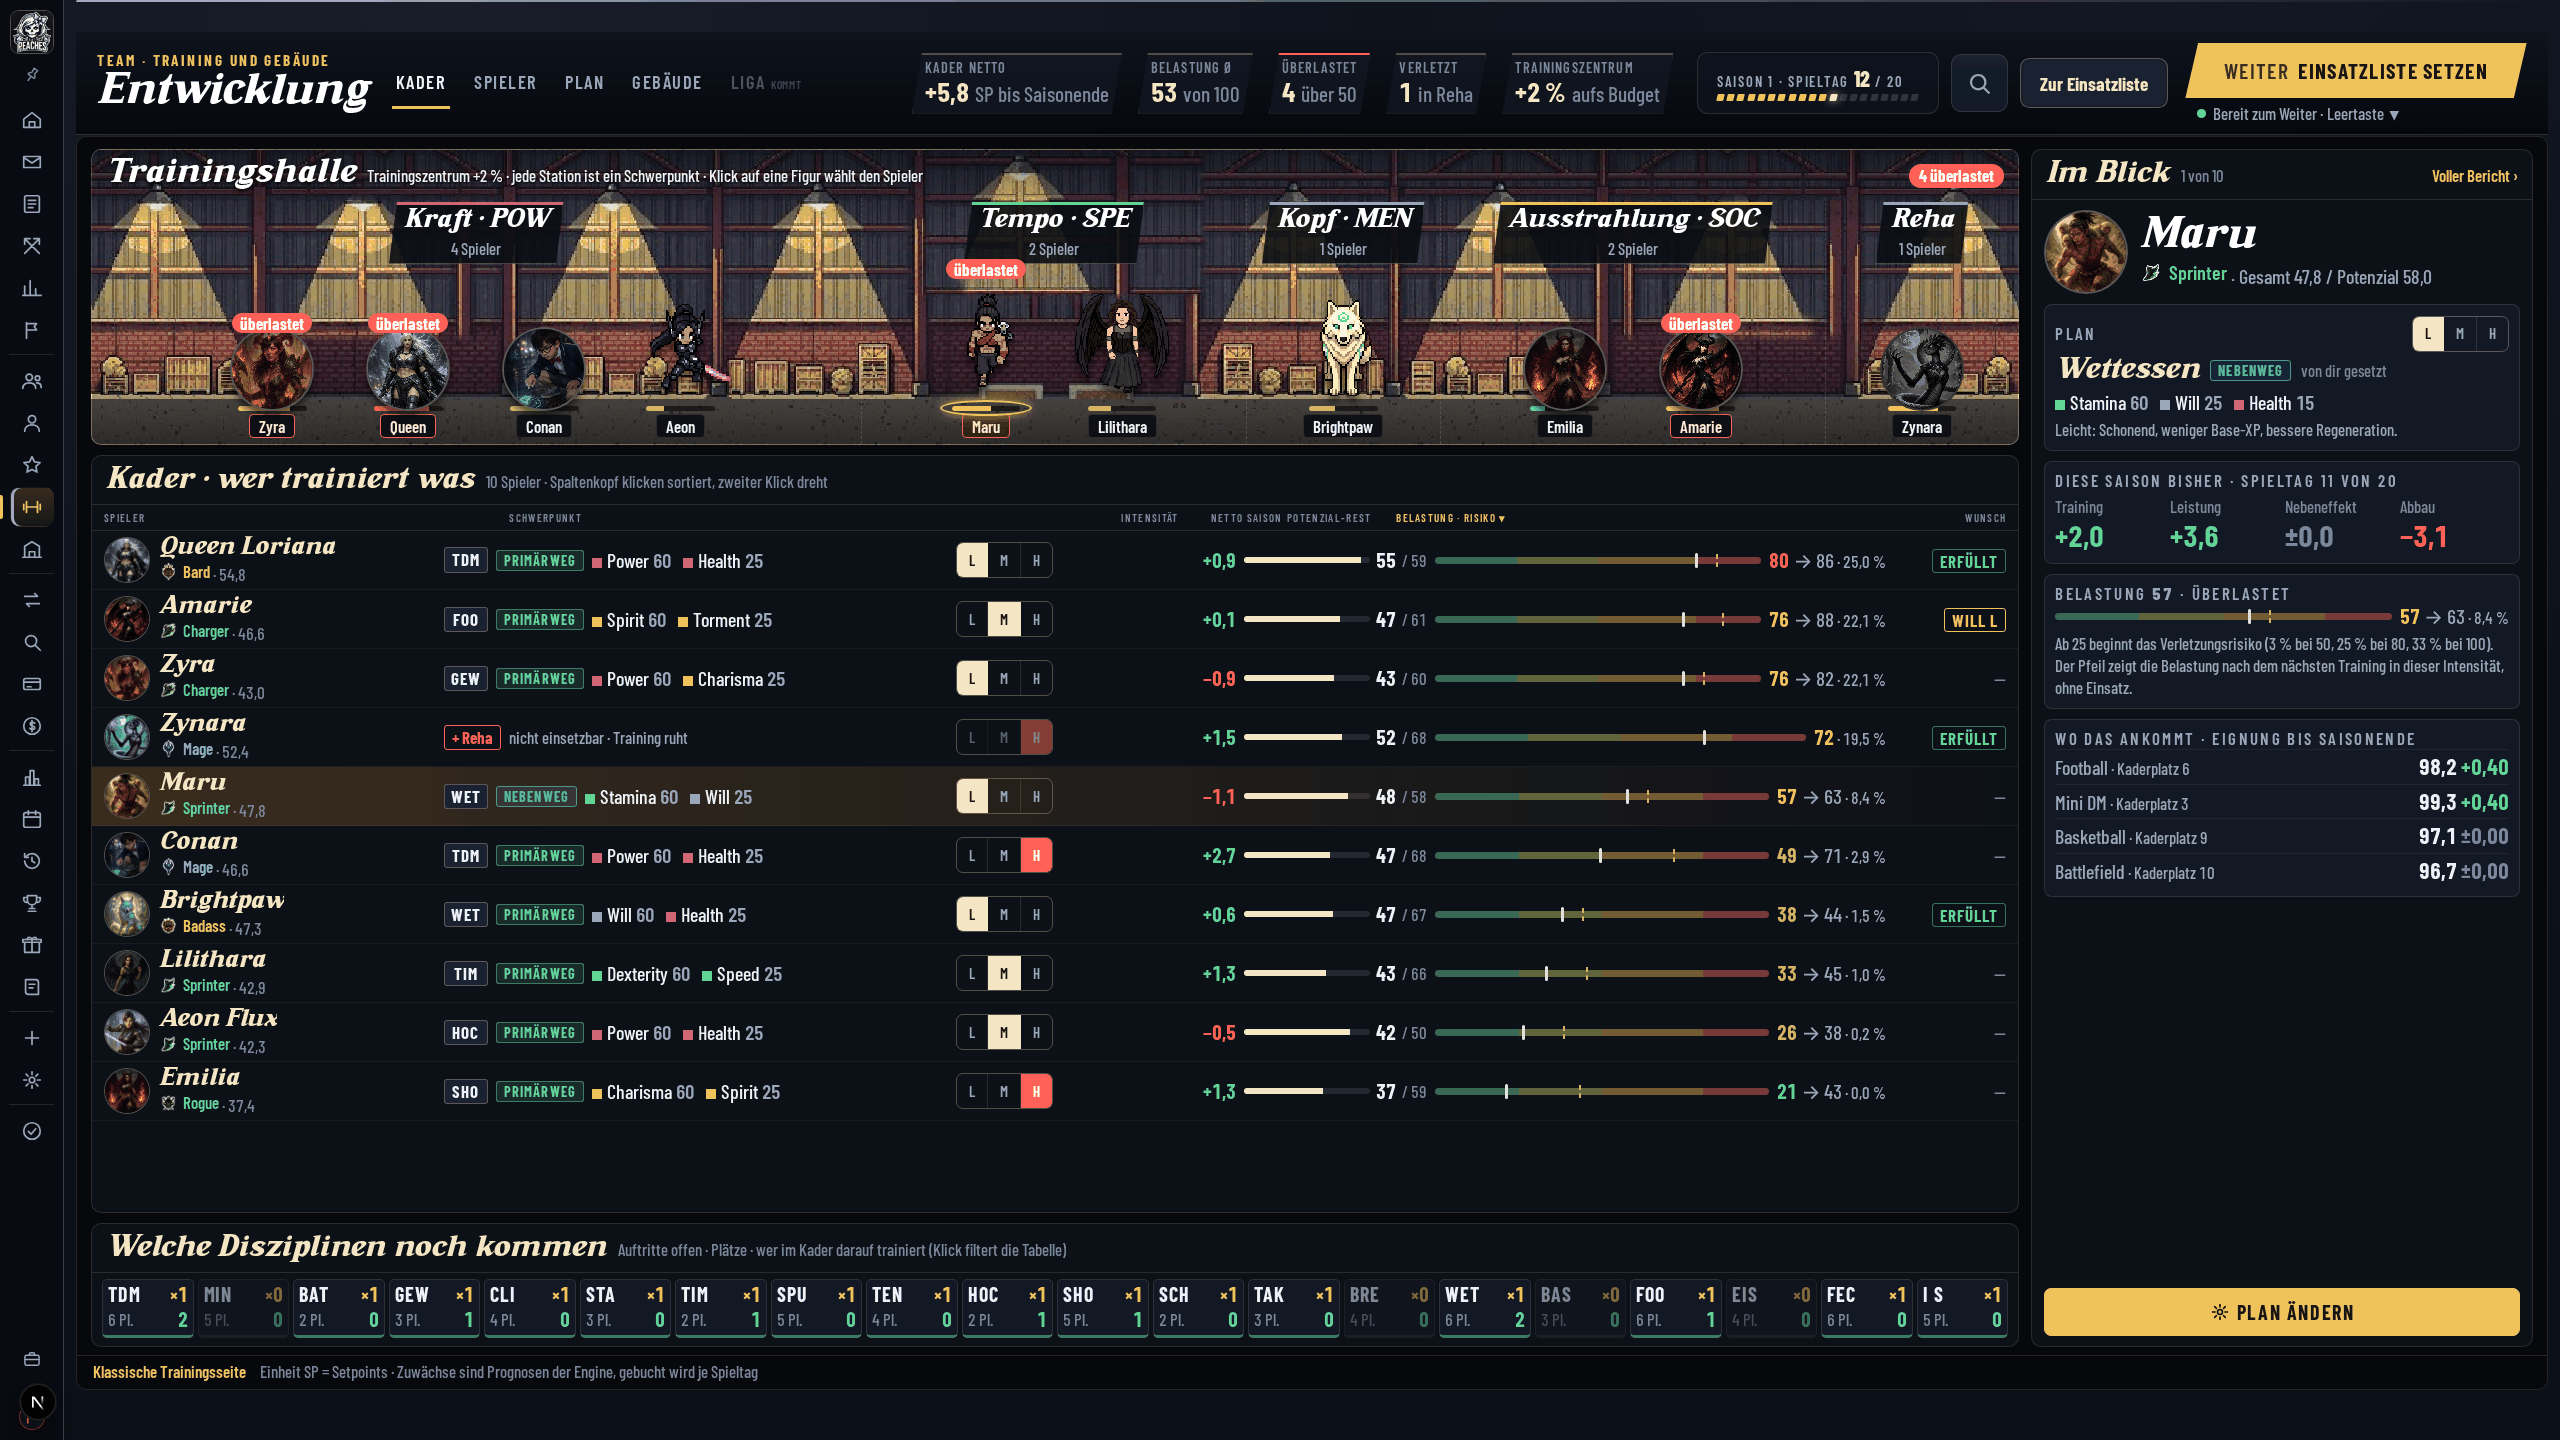 TEAM · TRAINING UND GEBÄUDE
Entwicklung
KADER SPIELER PLAN GEBÄUDE LIGA KOMMT
KADER NETTO
+5,8 SP bis Saisonende
BELASTUNG Ø
53 von 100
ÜBERLASTET
4 über 50
VERLETZT
1 in Reha
TRAININGSZENTRUM
+2 % aufs Budget
SAISON 1 · SPIELTAG 12 / 20
Zur Einsatzliste
WEITER EINSATZLISTE SETZEN
Bereit zum Weiter · Leertaste ▼
Trainingshalle Trainingszentrum +2 % · jede Station ist ein Schwerpunkt · Klick auf eine Figur wählt den Spieler
4 überlastet
Kraft · POW
4 Spieler
Tempo · SPE
2 Spieler
Kopf · MEN
1 Spieler
Ausstrahlung · SOC
2 Spieler
Reha
1 Spieler
überlastet
überlastet
überlastet
überlastet
Zyra
Queen
Conan
Aeon
Maru
Lilithara
Brightpaw
Emilia
Amarie
Zynara
Kader · wer trainiert was 10 Spieler · Spaltenkopf klicken sortiert, zweiter Klick dreht
SPIELER SCHWERPUNKT INTENSITÄT NETTO SAISON POTENZIAL-REST BELASTUNG · RISIKO ▼ WUNSCH
Queen Loriana
Bard · 54,8
TDM PRIMÄRWEG Power 60 Health 25 L M H +0,9 55 / 59 80 → 86 · 25,0 % ERFÜLLT
Amarie
Charger · 46,6
FOO PRIMÄRWEG Spirit 60 Torment 25 L M H +0,1 47 / 61 76 → 88 · 22,1 % WILL L
Zyra
Charger · 43,0
GEW PRIMÄRWEG Power 60 Charisma 25 L M H −0,9 43 / 60 76 → 82 · 22,1 % –
Zynara
Mage · 52,4
+ Reha nicht einsetzbar · Training ruht L M H +1,5 52 / 68 72 · 19,5 % ERFÜLLT
Maru
Sprinter · 47,8
WET NEBENWEG Stamina 60 Will 25 L M H −1,1 48 / 58 57 → 63 · 8,4 % –
Conan
Mage · 46,6
TDM PRIMÄRWEG Power 60 Health 25 L M H +2,7 47 / 68 49 → 71 · 2,9 % –
Brightpaw
Badass · 47,3
WET PRIMÄRWEG Will 60 Health 25 L M H +0,6 47 / 67 38 → 44 · 1,5 % ERFÜLLT
Lilithara
Sprinter · 42,9
TIM PRIMÄRWEG Dexterity 60 Speed 25 L M H +1,3 43 / 66 33 → 45 · 1,0 % –
Aeon Flux
Sprinter · 42,3
HOC PRIMÄRWEG Power 60 Health 25 L M H −0,5 42 / 50 26 → 38 · 0,2 % –
Emilia
Rogue · 37,4
SHO PRIMÄRWEG Charisma 60 Spirit 25 L M H +1,3 37 / 59 21 → 43 · 0,0 % –
Welche Disziplinen noch kommen Auftritte offen · Plätze · wer im Kader darauf trainiert (Klick filtert die Tabelle)
TDM ×1 MIN ×0 BAT ×1 GEW ×1 CLI ×1 STA ×1 TIM ×1 SPU ×1 TEN ×1 HOC ×1 SHO ×1 SCH ×1 TAK ×1 BRE ×0 WET ×1 BAS ×0 FOO ×1 EIS ×0 FEC ×1 I S ×1
6 Pl. 2 5 Pl. 0 2 Pl. 0 3 Pl. 1 4 Pl. 0 3 Pl. 0 2 Pl. 1 5 Pl. 0 4 Pl. 0 2 Pl. 1 5 Pl. 1 2 Pl. 0 3 Pl. 0 4 Pl. 0 6 Pl. 2 3 Pl. 0 6 Pl. 1 4 Pl. 0 6 Pl. 0 5 Pl. 0
Klassische Trainingsseite Einheit SP = Setpoints · Zuwächse sind Prognosen der Engine, gebucht wird je Spieltag
Im Blick 1 von 10 Voller Bericht ›
Maru
Sprinter · Gesamt 47,8 / Potenzial 58,0
PLAN L M H
Wettessen NEBENWEG von dir gesetzt
Stamina 60 Will 25 Health 15
Leicht: Schonend, weniger Base-XP, bessere Regeneration.
DIESE SAISON BISHER · SPIELTAG 11 VON 20
Training Leistung Nebeneffekt Abbau
+2,0 +3,6 ±0,0 −3,1
BELASTUNG 57 · ÜBERLASTET
57 → 63 · 8,4 %
Ab 25 beginnt das Verletzungsrisiko (3 % bei 50, 25 % bei 80, 33 % bei 100).
Der Pfeil zeigt die Belastung nach dem nächsten Training in dieser Intensität,
ohne Einsatz.
WO DAS ANKOMMT · EIGNUNG BIS SAISONENDE
Football · Kaderplatz 6 98,2 +0,40
Mini DM · Kaderplatz 3 99,3 +0,40
Basketball · Kaderplatz 9 97,1 ±0,00
Battlefield · Kaderplatz 10 96,7 ±0,00
PLAN ÄNDERN
N